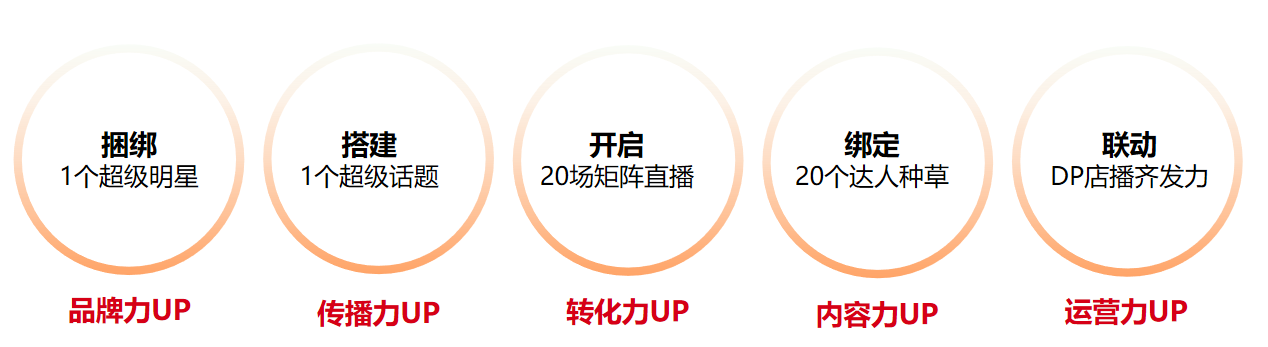 捆绑
1个超级明星
搭建
1个超级话题
开启
20场矩阵直播
绑定
20个达人种草
联动
DP店播齐发力
品牌力UP
传播力UP
转化力UP
内容力UP
运营力UP